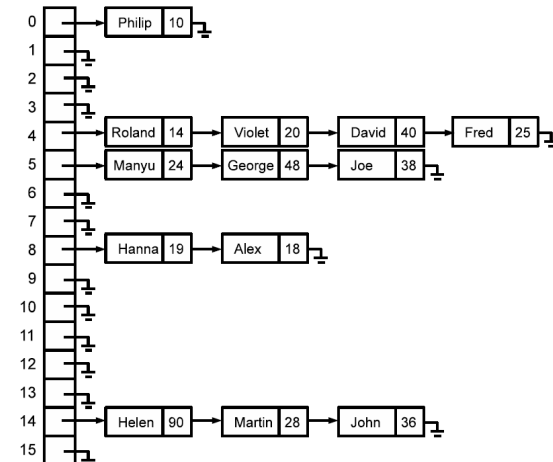 0 Philip 10
1
2
3
4 Roland 14 Violet 20 David 40 Fred 25
5 Manyu 24 George 48 Joe 38
6
7
8 Hanna 19 Alex 18
9
10
11
12
13
14 Helen 90 Martin 28 John 36
15